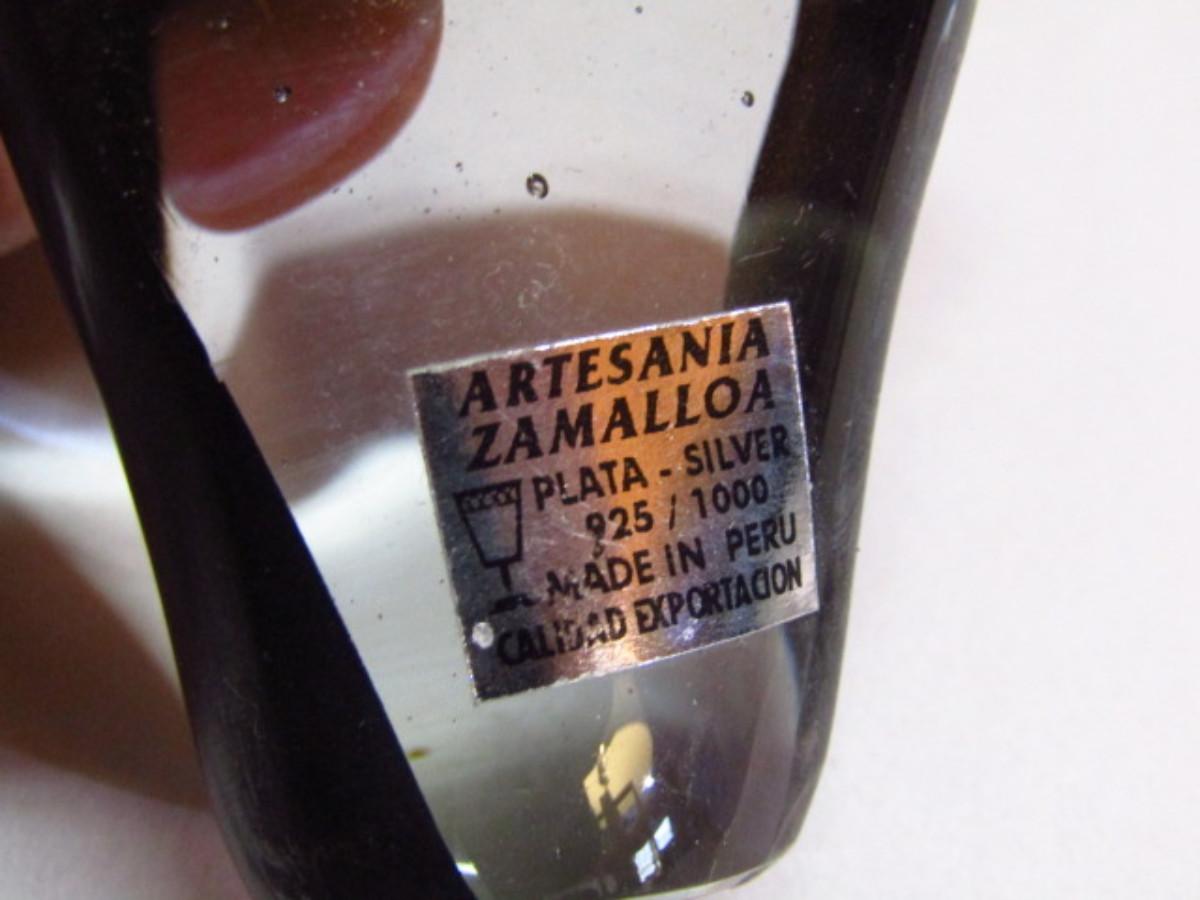 ARTESANIA
ZAMALLOA
PLATA - SILVER
925 / 1000
MADE IN PERU
CALIDAD EXPORTACION